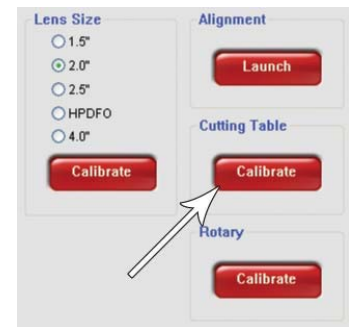 Lens Size
1.5"
2.0"
2.5"
HPDFO
4.0"
Calibrate
Alignment
Launch
Cutting Table
Calibrate
Rotary
Calibrate